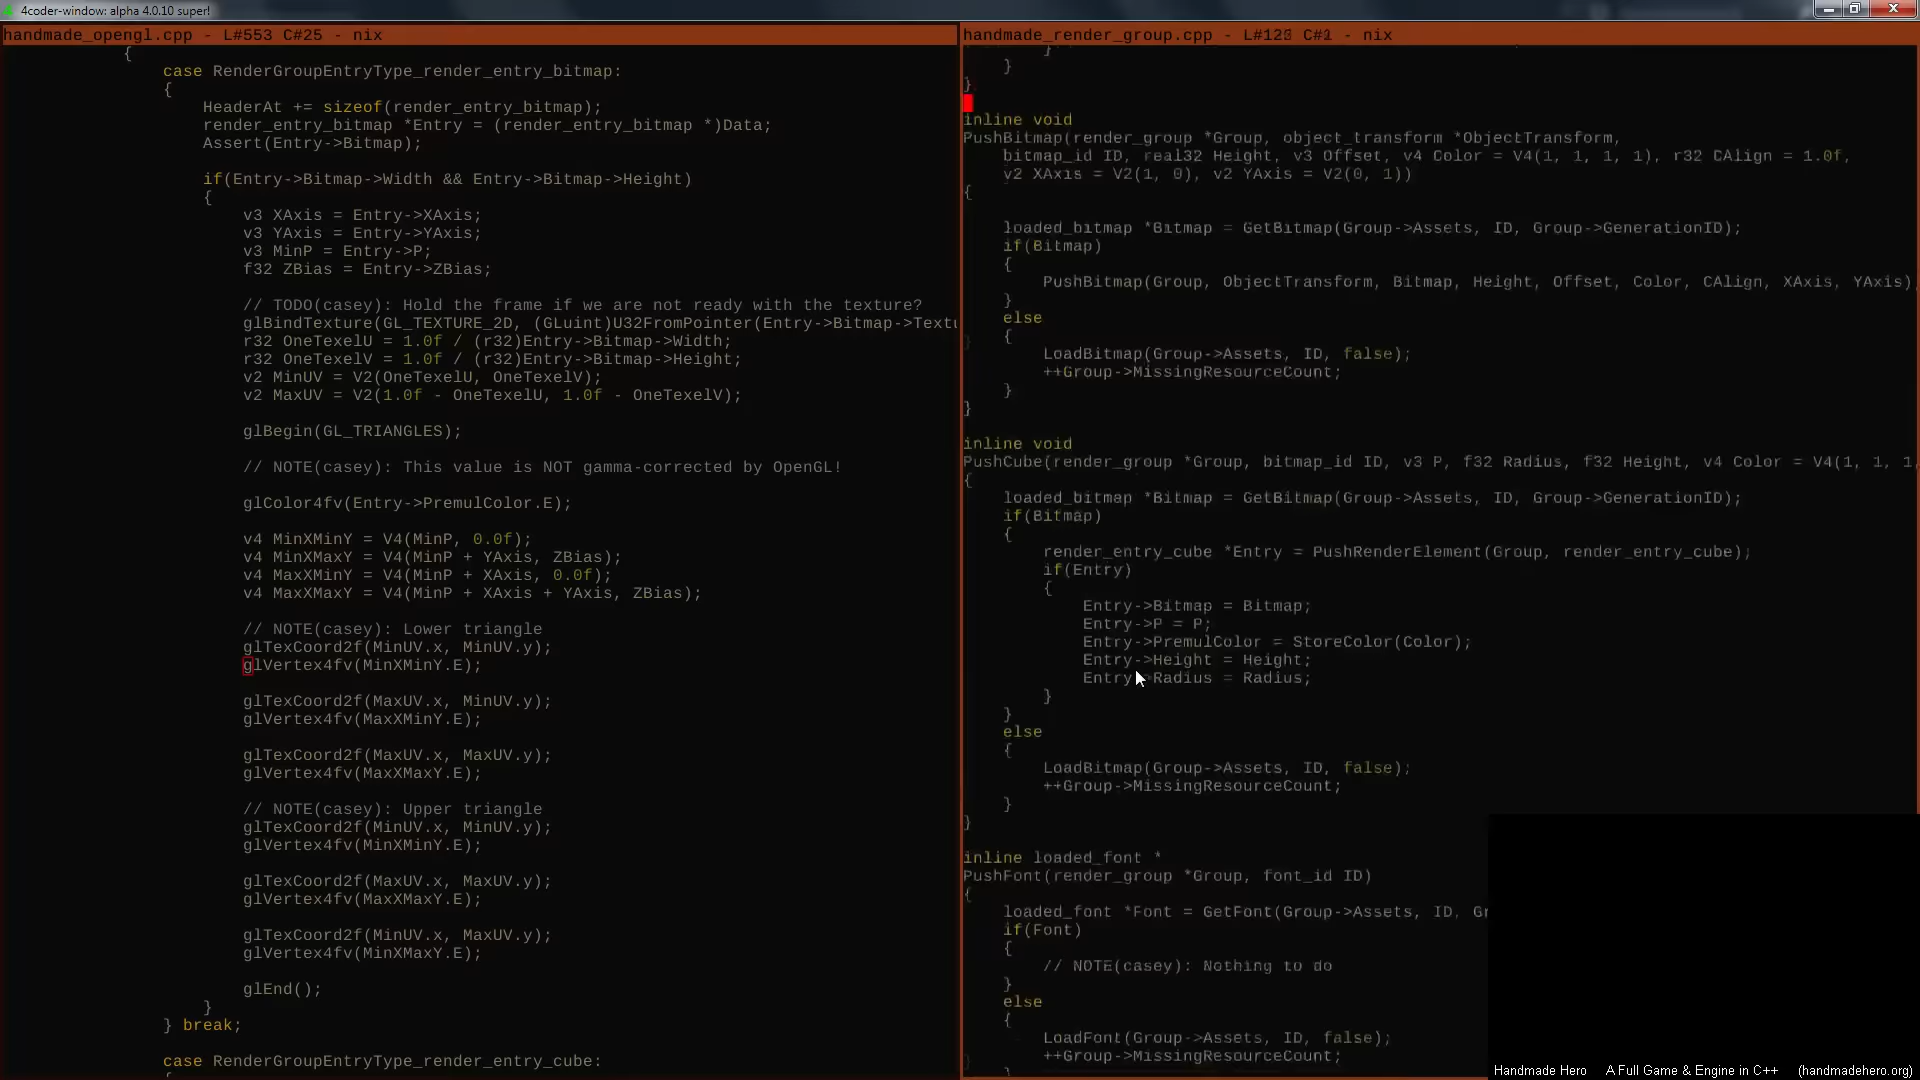 4coder-window: alpha 4.0.10 super!
handmade_opengl.cpp - L#553 C#25 - nix
{
case RenderGroupEntryType_render_entry_bitmap:
{
HeaderAt += sizeof(render_entry_bitmap);
render_entry_bitmap *Entry = (render_entry_bitmap *)Data;
Assert(Entry->Bitmap);
if(Entry->Bitmap->Width && Entry->Bitmap->Height)
{
v3 XAxis = Entry->XAxis;
v3 YAxis = Entry->YAxis;
v3 MinP = Entry->P;
f32 ZBias = Entry->ZBias;
// TODO(casey): Hold the frame if we are not ready with the texture?
glBindTexture(GL_TEXTURE_2D, (GLuint)U32FromPointer(Entry->Bitmap->Textu
r32 OneTexelU = 1.0f / (r32)Entry->Bitmap->Width;
r32 OneTexelV = 1.0f / (r32)Entry->Bitmap->Height;
v2 MinUV = V2(OneTexelU, OneTexelV);
v2 MaxUV = V2(1.0f - OneTexelU, 1.0f - OneTexelV);
glBegin(GL_TRIANGLES);
// NOTE(casey): This value is NOT gamma-corrected by OpenGL!
glColor4fv(Entry->PremulColor.E);
v4 MinXMinY = V4(MinP, 0.0f);
v4 MinXMaxY = V4(MinP + YAxis, ZBias);
v4 MaxXMinY = V4(MinP + XAxis, 0.0f);
v4 MaxXMaxY = V4(MinP + XAxis + YAxis, ZBias);
// NOTE(casey): Lower triangle
glTexCoord2f(MinUV.x, MinUV.y);
glVertex4fv(MinXMinY.E);
glTexCoord2f(MaxUV.x, MinUV.y);
glVertex4fv(MaxXMinY.E);
glTexCoord2f(MaxUV.x, MaxUV.y);
glVertex4fv(MaxXMaxY.E);
// NOTE(casey): Upper triangle
glTexCoord2f(MinUV.x, MinUV.y);
glVertex4fv(MinXMinY.E);
glTexCoord2f(MaxUV.x, MaxUV.y);
glVertex4fv(MaxXMaxY.E);
glTexCoord2f(MinUV.x, MaxUV.y);
glVertex4fv(MinXMaxY.E);
glEnd();
}
} break;
case RenderGroupEntryType_render_entry_cube:
handmade_render_group.cpp - nix
}
}
}
inline void
PushBitmap(render_group *Group, object_transform *ObjectTransform,
bitmap_id ID, real32 Height, v3 Offset, v4 Color = V4(1, 1, 1, 1), r32 CAlign = 1.0f,
v2 XAxis = V2(1, 0), v2 YAxis = V2(0, 1))
{
loaded_bitmap *Bitmap = GetBitmap(Group->Assets, ID, Group->GenerationID);
if(Bitmap)
{
PushBitmap(Group, ObjectTransform, Bitmap, Height, Offset, Color, CAlign, XAxis, YAxis)
}
else
{
LoadBitmap(Group->Assets, ID, false);
++Group->MissingResourceCount;
}
}
inline void
PushCube(render_group *Group, bitmap_id ID, v3 P, f32 Radius, f32 Height, v4 Color = V4(1, 1, 1,
{
loaded_bitmap *Bitmap = GetBitmap(Group->Assets, ID, Group->GenerationID);
if(Bitmap)
{
render_entry_cube *Entry = PushRenderElement(Group, render_entry_cube);
if(Entry)
{
Entry->Bitmap = Bitmap;
Entry->P = P;
Entry->PremulColor = StoreColor(Color);
Entry->Height = Height;
Entry->Radius = Radius;
}
}
else
{
LoadBitmap(Group->Assets, ID, false);
++Group->MissingResourceCount;
}
}
inline loaded_font *
PushFont(render_group *Group, font_id ID)
{
loaded_font *Font = GetFont(Group->Assets, ID, Gr
if(Font)
{
// NOTE(casey): Nothing to do
}
else
{
LoadFont(Group->Assets, ID, false);
++Group->MissingResourceCount;
}
Handmade Hero A Full Game & Engine in C++ (handmadehero.org)